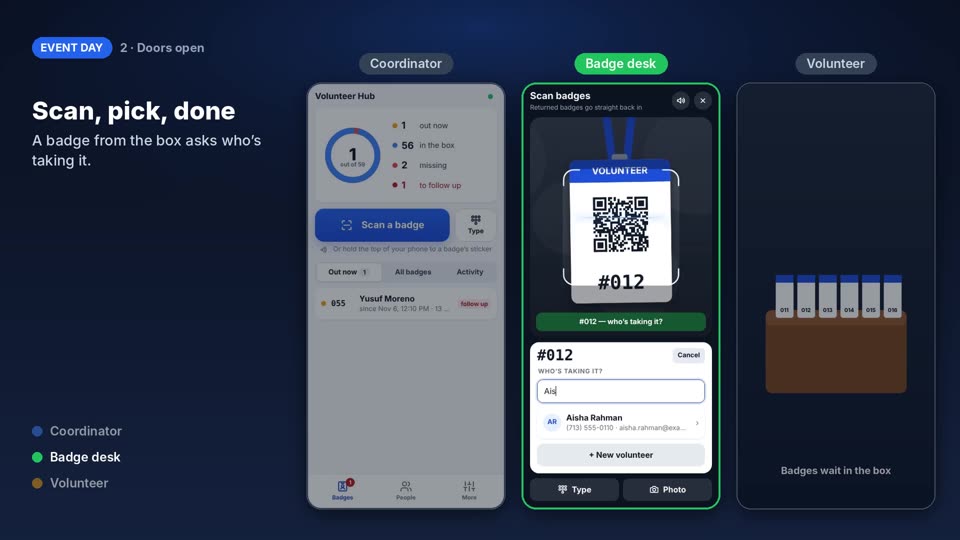 EVENT DAY 2 · Doors open
Scan, pick, done
A badge from the box asks who's
taking it.
Coordinator
Badge desk
Volunteer
Coordinator
Volunteer Hub
1
out of 59
1 out now
56 in the box
2 missing
1 to follow up
Scan a badge
Type
Or hold the top of your phone to a badge's sticker
Out now 1
All badges
Activity
055
Yusuf Moreno
since Nov 6, 12:10 PM · 13 ...
follow up
1
Badges
People
More
Badge desk
Scan badges
Returned badges go straight back in
VOLUNTEER
#012
#012 — who's taking it?
#012
Cancel
WHO'S TAKING IT?
Ais
AR
Aisha Rahman
(713) 555-0110 · aisha.rahman@exa...
+ New volunteer
Type
Photo
Volunteer
011 012 013 014 015 016
Badges wait in the box